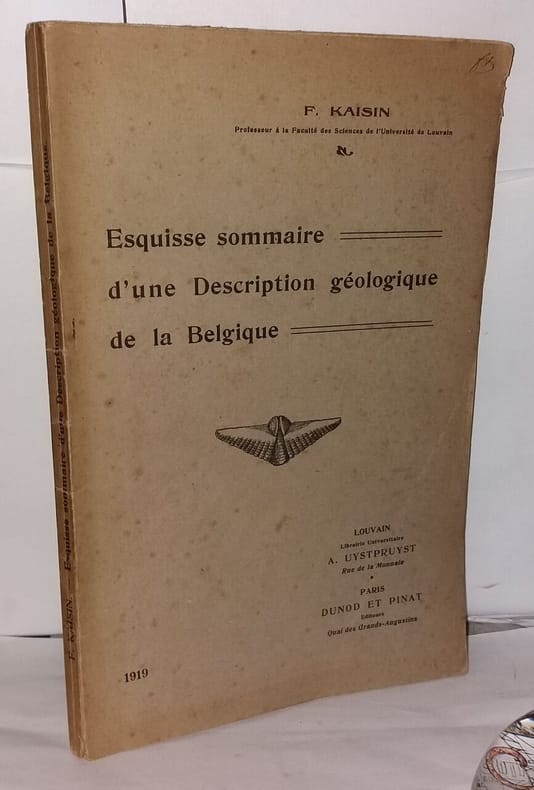 F. KAISIN
Professeur à la Faculté des Sciences de l'Université de Louvain
Esquisse sommaire
d'une Description géologique
de la Belgique
LOUVAIN
Librairie Universitaire
A. UYSTPRUYST
Rue de la Monnaie
PARIS
DUNOD ET PINAT
Editeurs
Quai des Grands-Augustins
1919
F. KAISIN. — Esquisse sommaire d'une Description géologique de la Belgique